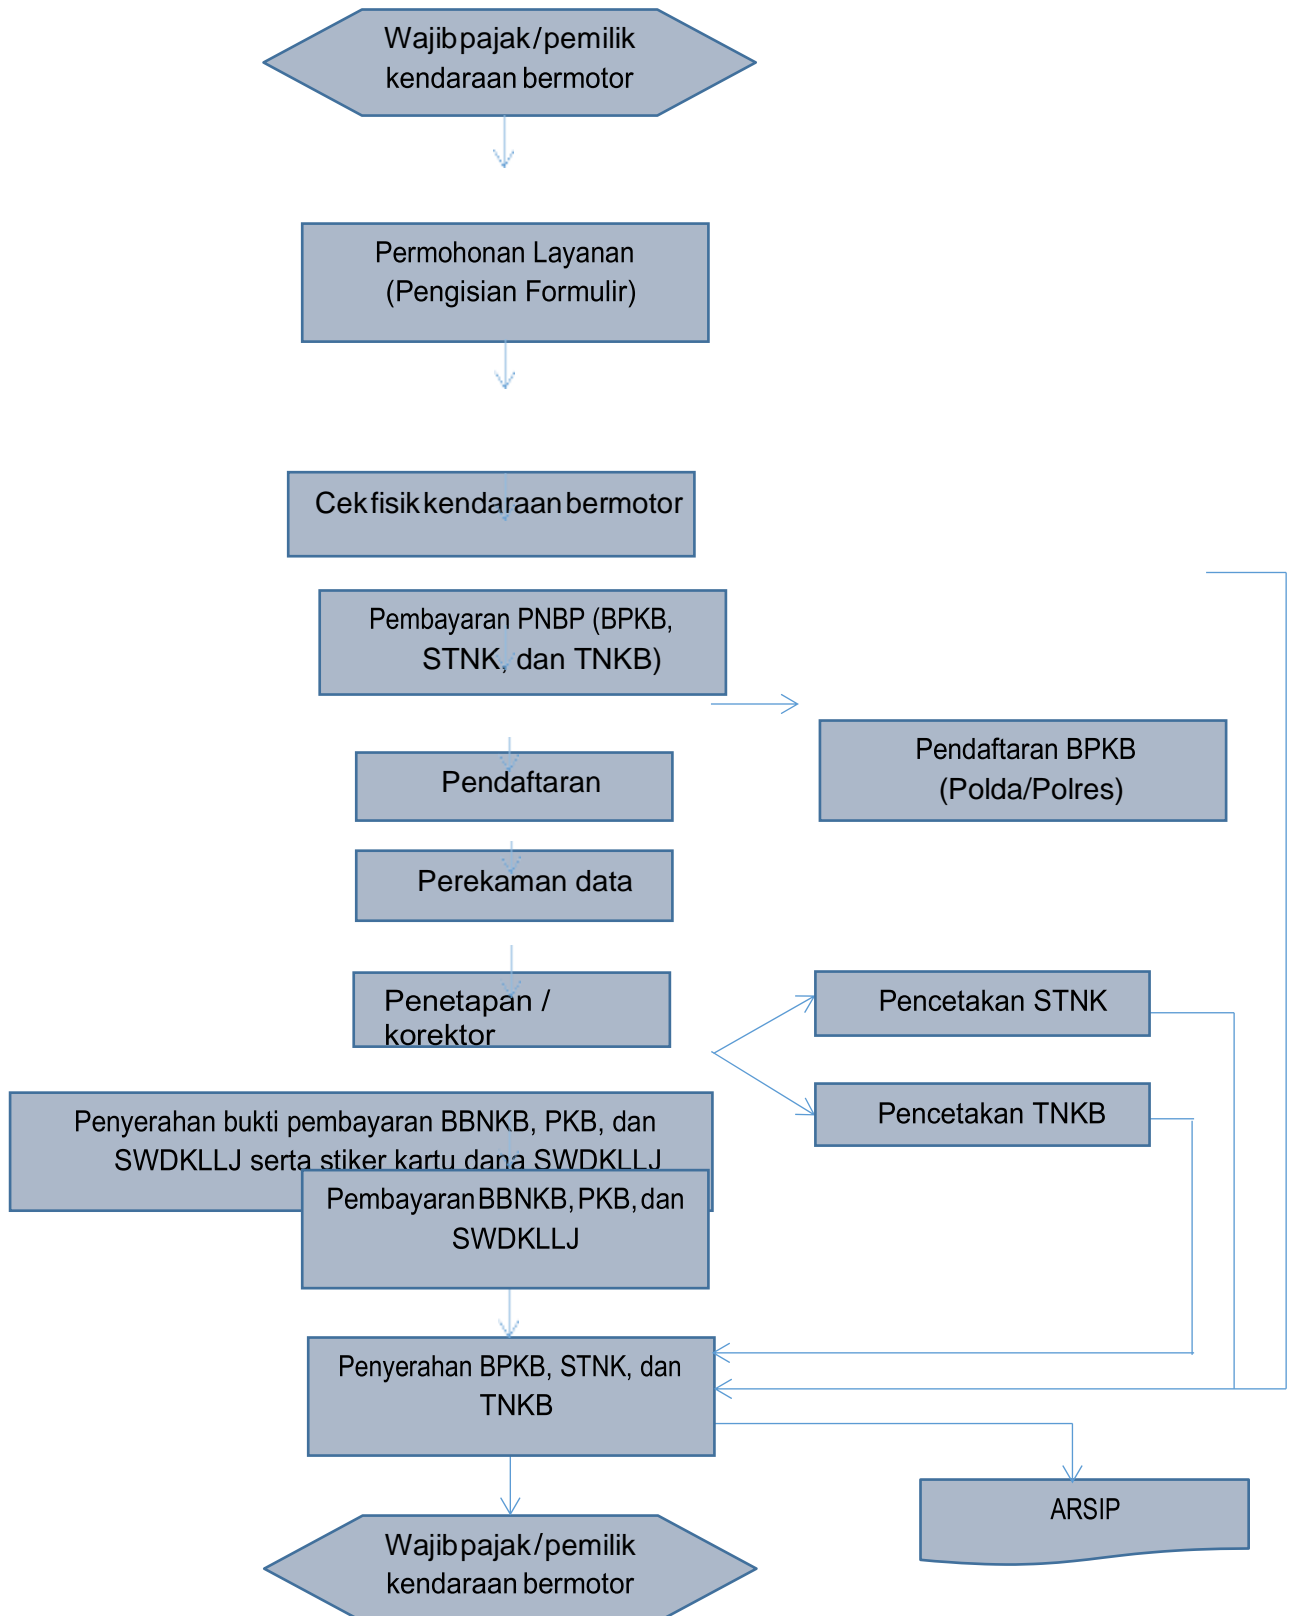 Wajib pajak / pemilik
kendaraan bermotor
Permohonan Layanan
(Pengisian Formulir)
Cek fisik kendaraan bermotor
Pembayaran PNBP (BPKB,
STNK, dan TNKB)
Pendaftaran BPKB
(Polda/Polres)
Pendaftaran
Perekaman data
Penetapan /
korektor
Pencetakan STNK
Pencetakan TNKB
Penyerahan bukti pembayaran BBNKB, PKB, dan
SWDKLLJ serta stiker kartu dana SWDKLLJ
Pembayaran BBNKB, PKB, dan
SWDKLLJ
Penyerahan BPKB, STNK, dan
TNKB
ARSIP
Wajib pajak / pemilik
kendaraan bermotor